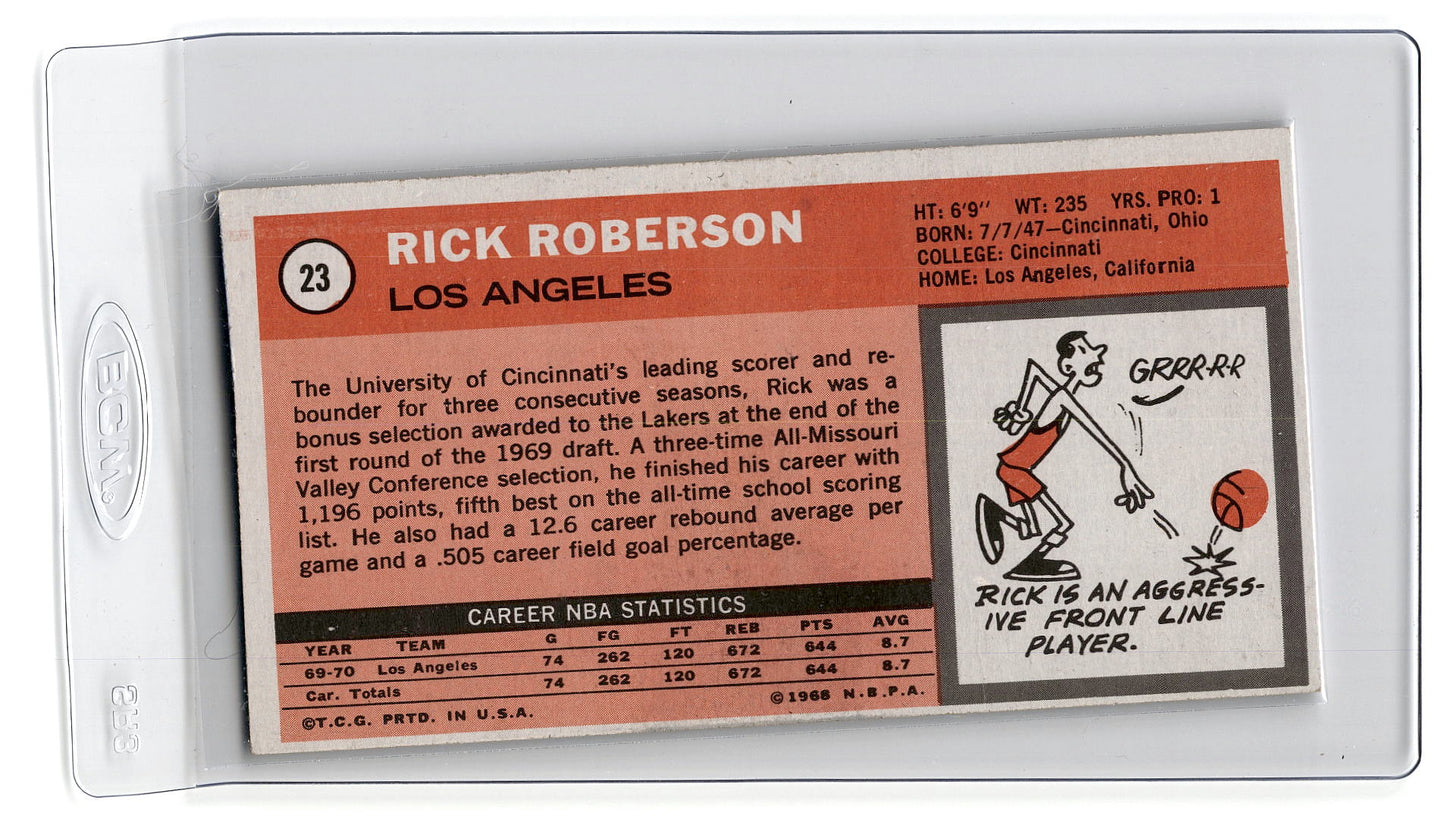 23
RICK ROBERSON
LOS ANGELES
HT: 6'9" WT: 235 YRS. PRO: 1
BORN: 7/7/47—Cincinnati, Ohio
COLLEGE: Cincinnati
HOME: Los Angeles, California
The University of Cincinnati's leading scorer and re-
bounder for three consecutive seasons, Rick was a
bonus selection awarded to the Lakers at the end of the
first round of the 1969 draft. A three-time All-Missouri
Valley Conference selection, he finished his career with
1,196 points, fifth best on the all-time school scoring
list. He also had a 12.6 career rebound average per
game and a .505 career field goal percentage.
CAREER NBA STATISTICS
YEAR TEAM G FG FT REB PTS AVG
69-70 Los Angeles 74 262 120 672 644 8.7
Car. Totals 74 262 120 672 644 8.7
©T.C.G. PRTD. IN U.S.A. ©1968 N.B.P.A.
GRRR-R-R
RICK IS AN AGGRESS-
IVE FRONT LINE
PLAYER.
BCW